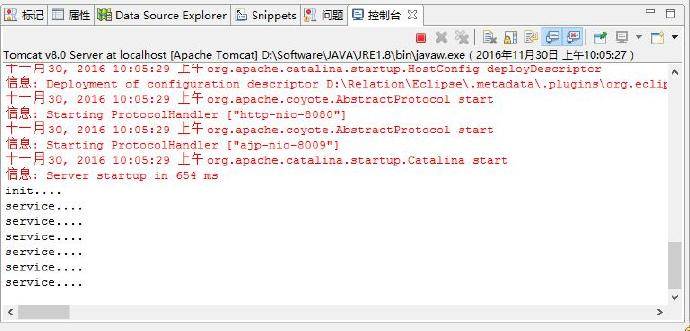 标记 属性 Data Source Explorer Snippets 问题 控制台
Tomcat v8.0 Server at localhost [Apache Tomcat] D:\Software\JAVA\JRE1.8\bin\javaw.exe ( 2016年11月30日 上午10:05:27 )
十一月 30, 2016 10:05:29 上午 org.apache.catalina.startup.HostConfig deployDescriptor
信息: Deployment of configuration descriptor D:\Relation\Eclipse\.metadata\.plugins\org.eclip
十一月 30, 2016 10:05:29 上午 org.apache.coyote.AbstractProtocol start
信息: Starting ProtocolHandler ["http-nio-8080"]
十一月 30, 2016 10:05:29 上午 org.apache.coyote.AbstractProtocol start
信息: Starting ProtocolHandler ["ajp-nio-8009"]
十一月 30, 2016 10:05:29 上午 org.apache.catalina.startup.Catalina start
信息: Server startup in 654 ms
init....
service....
service....
service....
service....
service....
service....